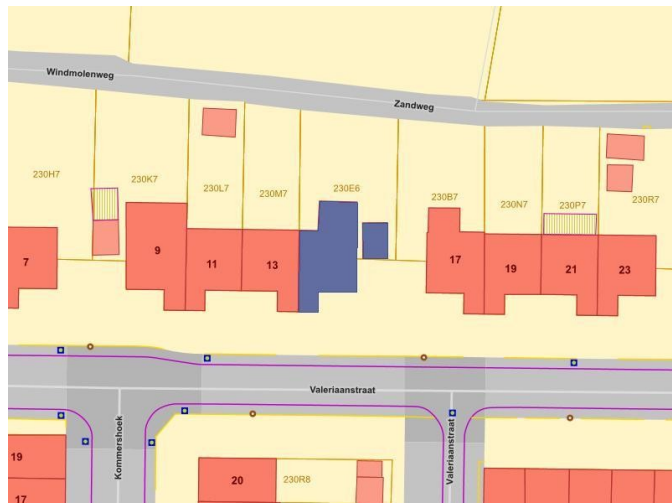 Windmolenweg
Zandweg
230H7
230K7
230L7
230M7
230E6
230B7
230N7
230P7
230R7
7
9
11
13
17
19
21
23
Valeriaanstraat
Kommershoek
Valeriaanstraat
19
17
20
230R8